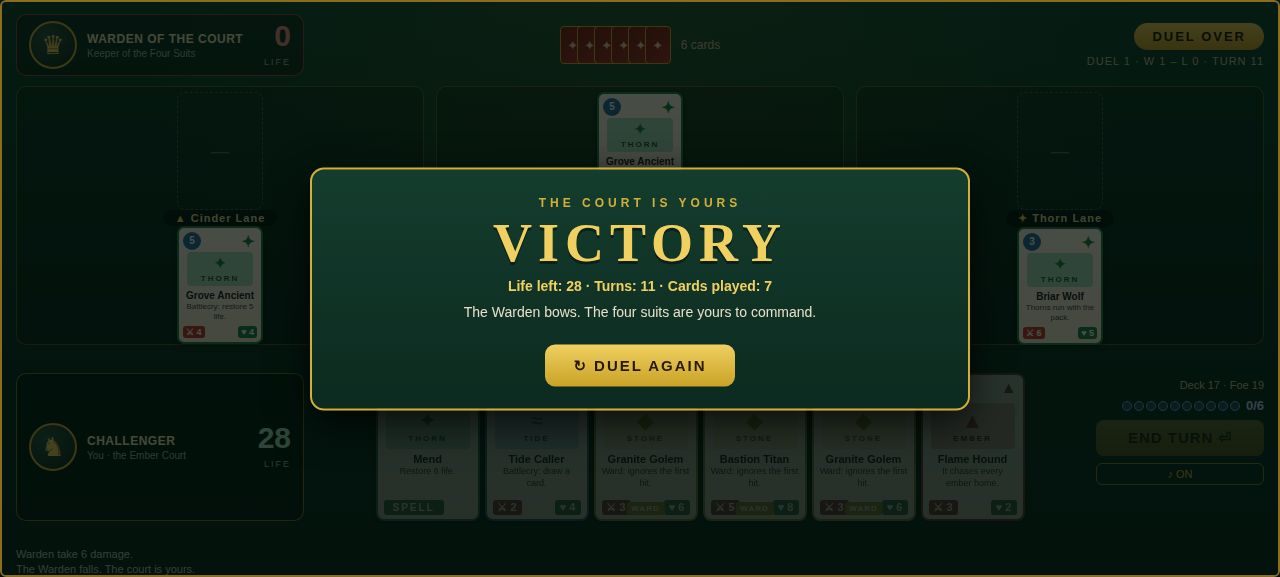 WARDEN OF THE COURT
Keeper of the Four Suits
0
LIFE
6 cards
DUEL OVER
DUEL 1 · W 1 – L 0 · TURN 11
5
THORN
Grove Ancient
▲ Cinder Lane
✦ Thorn Lane
5
THORN
Grove Ancient
Battlecry: restore 5
life.
⚔ 4
♥ 4
3
THORN
Briar Wolf
Thorns run with the
pack.
⚔ 6
♥ 5
THE COURT IS YOURS
VICTORY
Life left: 28 · Turns: 11 · Cards played: 7
The Warden bows. The four suits are yours to command.
↻ DUEL AGAIN
CHALLENGER
You · the Ember Court
28
LIFE
THORN
Mend
Restore 6 life.
SPELL
TIDE
Tide Caller
Battlecry: draw a
card.
⚔ 2
♥ 4
STONE
Granite Golem
Ward: ignores the first
hit.
⚔ 3
WARD
♥ 6
STONE
Bastion Titan
Ward: ignores the first
hit.
⚔ 5
WARD
♥ 8
STONE
Granite Golem
Ward: ignores the first
hit.
⚔ 3
WARD
♥ 6
EMBER
Flame Hound
It chases every
ember home.
⚔ 3
♥ 2
Deck 17 · Foe 19
0/6
END TURN ⏎
♪ ON
Warden take 6 damage.
The Warden falls. The court is yours.